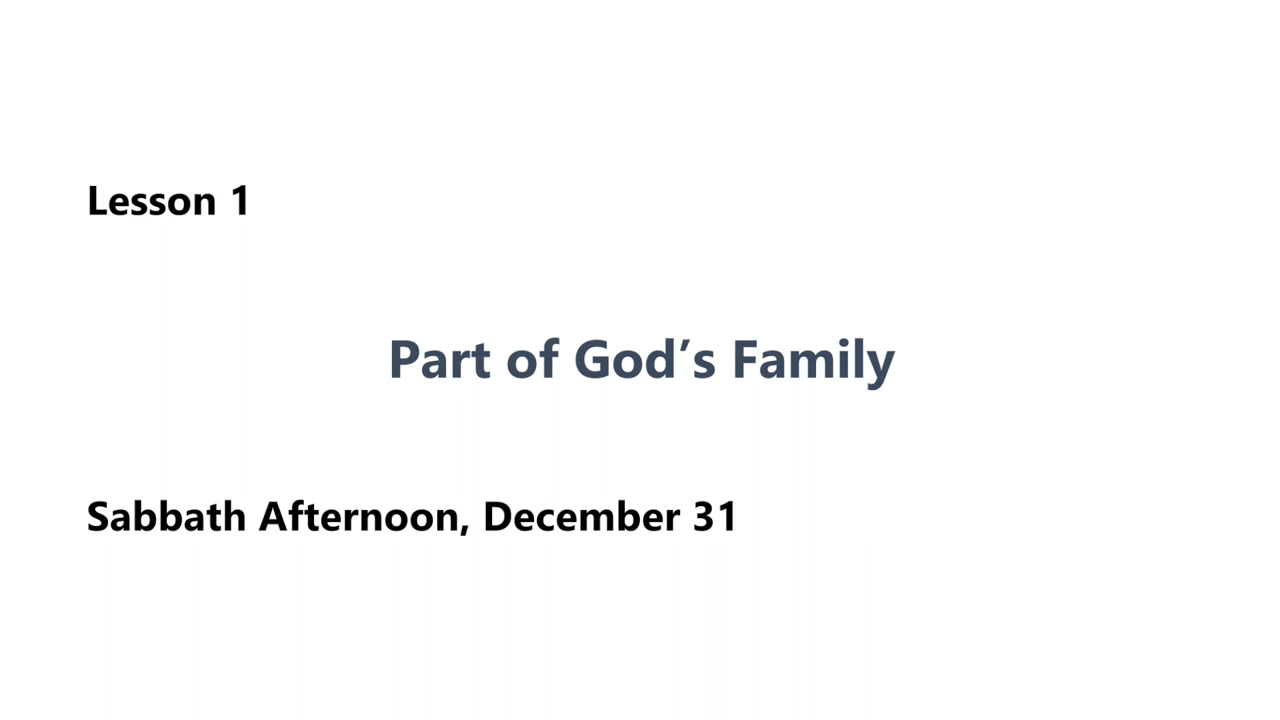 Lesson 1
Part of God’s Family
Sabbath Afternoon, December 31